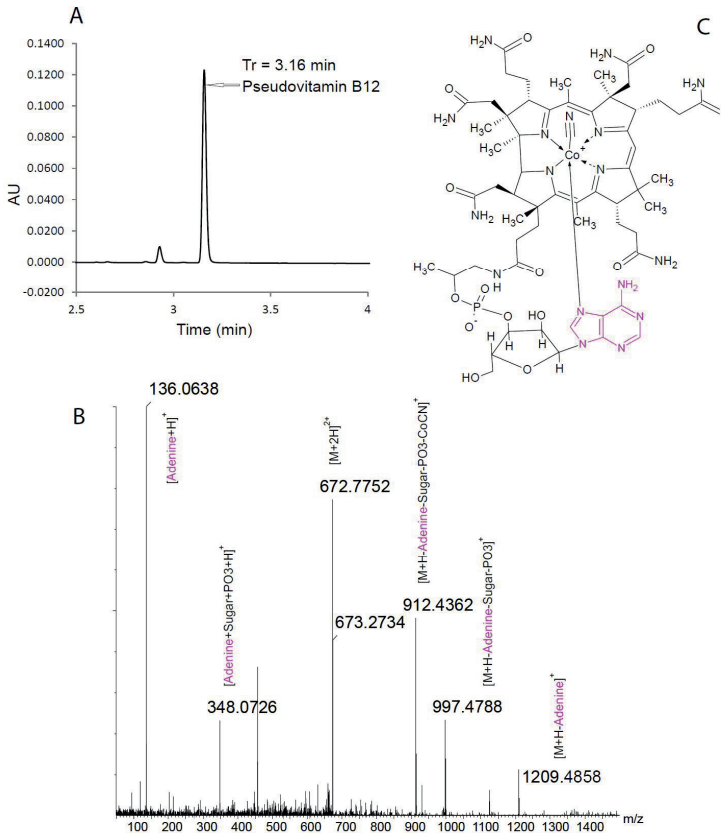 A
0.1400
0.1200
0.1000
0.0800
0.0600
0.0400
0.0200
0.0000
-0.0200
AU
Tr = 3.16 min
Pseudovitamin B12
2.5 3 3.5 4
Time (min)
C
H₂N
O
H₂N
O
O
NH₂
H₂N
CH₃
CH₃
H₃C
H₃C
H₃C
N
N
N
N
N
Co⁺
CH₃
CH₃
CH₃
CH₃
O
NH₂
O
NH₂
H₃C
N
H
O
O
O
P
O⁻
O
OH
H
H
H
H
O
HO
N
N
N
N
NH₂
B
136.0638
[Adenine+H]⁺
[Adenine+Sugar+PO3+H]⁺
348.0726
[M+2H]²⁺
672.7752
673.2734
[M+H-Adenine-Sugar-PO3-CoCN]⁺
912.4362
[M+H-Adenine-Sugar-PO3]⁺
997.4788
[M+H-Adenine]⁺
1209.4858
100 200 300 400 500 600 700 800 900 1000 1100 1200 1300 1400 m/z